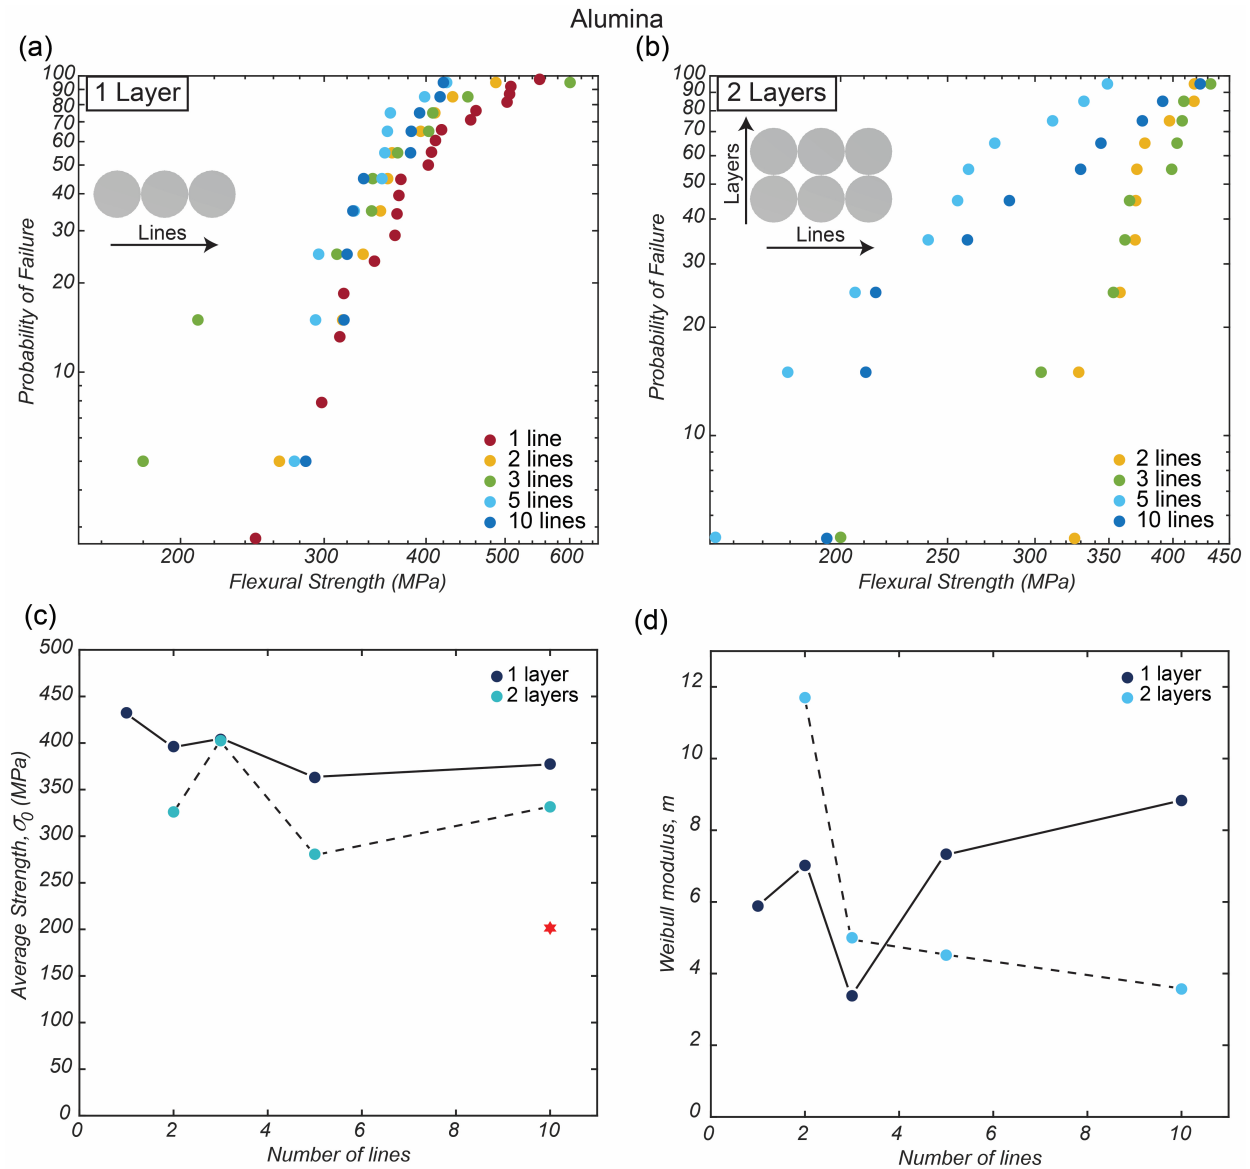 Alumina
(a)
1 Layer
Lines
Probability of Failure
100
90
80
70
60
50
40
30
20
10
200
300
400
500
600
Flexural Strength (MPa)
1 line
2 lines
3 lines
5 lines
10 lines
(b)
2 Layers
Layers
Lines
Probability of Failure
100
90
80
70
60
50
40
30
20
10
200
250
300
350
400
450
Flexural Strength (MPa)
2 lines
3 lines
5 lines
10 lines
(c)
1 layer
2 layers
Average Strength, σ0 (MPa)
500
450
400
350
300
250
200
150
100
50
0
0
2
4
6
8
10
Number of lines
(d)
1 layer
2 layers
Weibull modulus, m
12
10
8
6
4
2
0
0
2
4
6
8
10
Number of lines